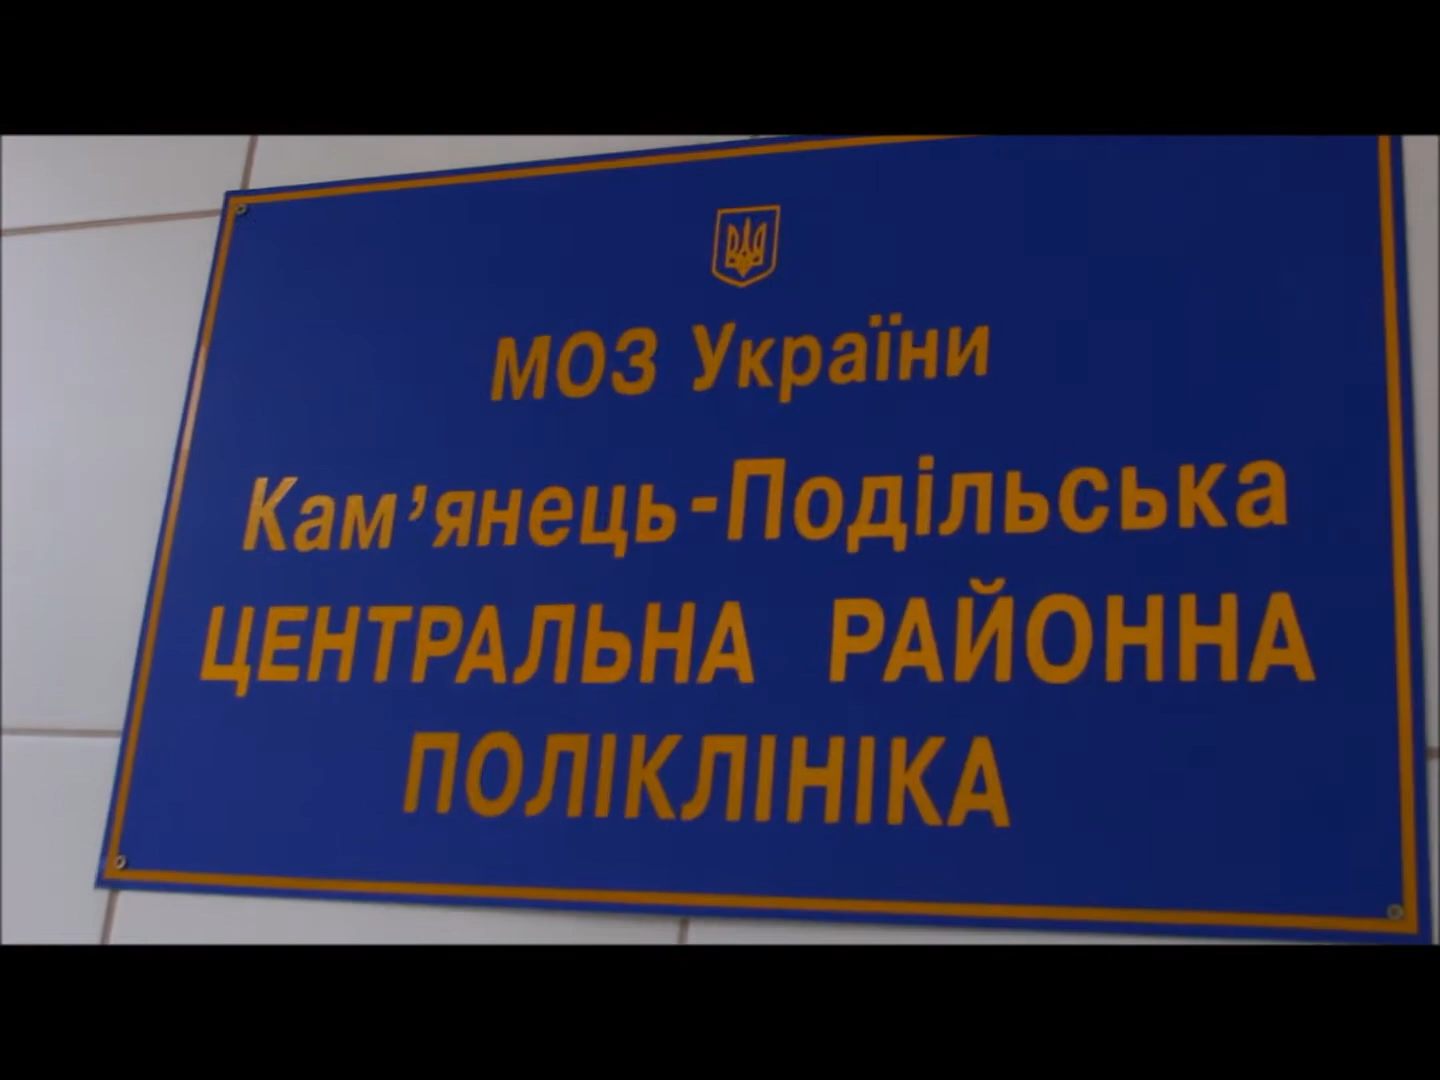 МОЗ України
Кам’янець-Подільська
ЦЕНТРАЛЬНА РАЙОННА
ПОЛІКЛІНІКА